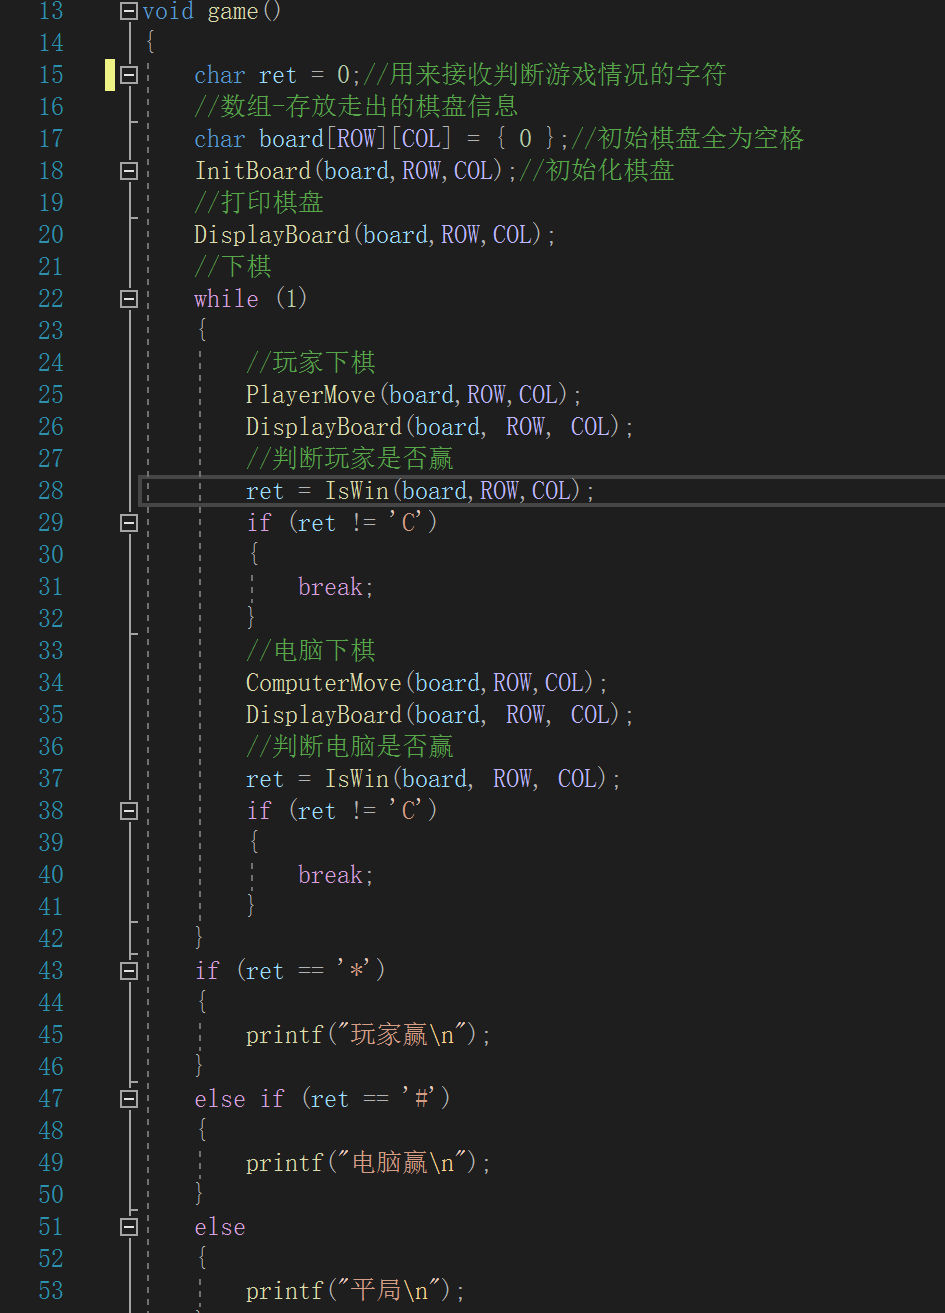 13 void game()
14 {
15 char ret = 0;//用来接收判断游戏情况的字符
16 //数组-存放走出的棋盘信息
17 char board[ROW][COL] = { 0 };//初始棋盘全为空格
18 InitBoard(board,ROW,COL);//初始化棋盘
19 //打印棋盘
20 DisplayBoard(board,ROW,COL);
21 //下棋
22 while (1)
23 {
24 //玩家下棋
25 PlayerMove(board,ROW,COL);
26 DisplayBoard(board, ROW, COL);
27 //判断玩家是否赢
28 ret = IsWin(board,ROW,COL);
29 if (ret != 'C')
30 {
31 break;
32 }
33 //电脑下棋
34 ComputerMove(board,ROW,COL);
35 DisplayBoard(board, ROW, COL);
36 //判断电脑是否赢
37 ret = IsWin(board, ROW, COL);
38 if (ret != 'C')
39 {
40 break;
41 }
42 }
43 if (ret == '*')
44 {
45 printf("玩家赢\n");
46 }
47 else if (ret == '#')
48 {
49 printf("电脑赢\n");
50 }
51 else
52 {
53 printf("平局\n");